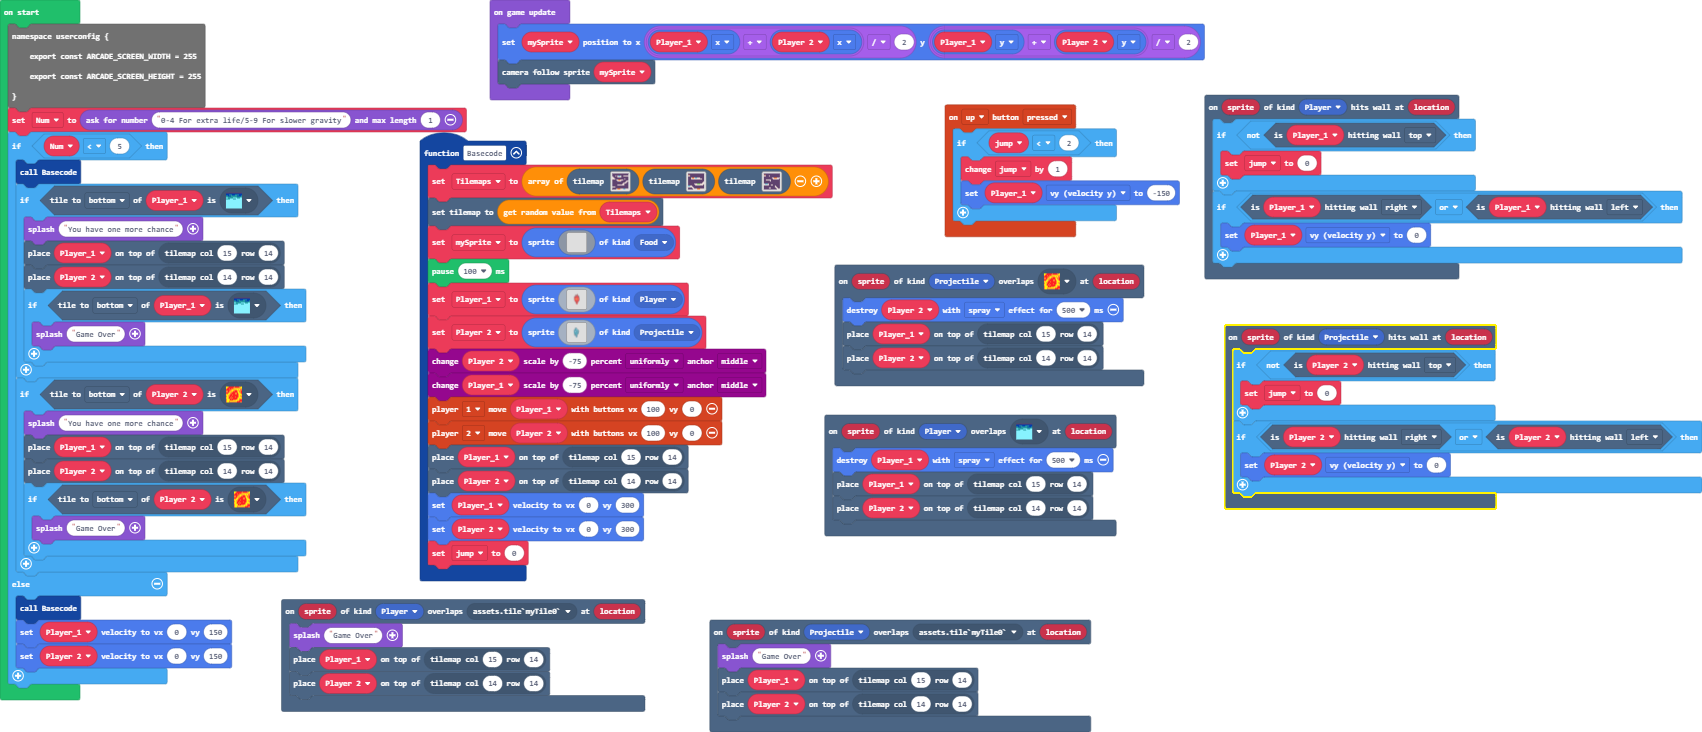 on start
namespace userconfig {
export const ARCADE_SCREEN_WIDTH = 255
export const ARCADE_SCREEN_HEIGHT = 255
}
set Num to ask for number "0-4 For extra life/5-9 For slower gravity" and max length 1
if Num < 5 then
call Basecode
if tile to bottom of Player_1 is then
splash "You have one more chance"
place Player_1 on top of tilemap col 15 row 14
place Player 2 on top of tilemap col 14 row 14
if tile to bottom of Player_1 is then
splash "Game Over"
if tile to bottom of Player 2 is then
splash "You have one more chance"
place Player_1 on top of tilemap col 15 row 14
place Player 2 on top of tilemap col 14 row 14
if tile to bottom of Player 2 is then
splash "Game Over"
else
call Basecode
set Player_1 velocity to vx 0 vy 150
set Player 2 velocity to vx 0 vy 150
on game update
set mySprite position to x Player_1 x + Player 2 x / 2 y Player_1 y + Player 2 y / 2
camera follow sprite mySprite
function Basecode
set Tilemaps to array of tilemap tilemap tilemap
set tilemap to get random value from Tilemaps
set mySprite to sprite of kind Food
pause 100 ms
set Player_1 to sprite of kind Player
set Player 2 to sprite of kind Projectile
change Player 2 scale by -75 percent uniformly anchor middle
change Player_1 scale by -75 percent uniformly anchor middle
player 1 move Player_1 with buttons vx 100 vy 0
player 2 move Player 2 with buttons vx 100 vy 0
place Player_1 on top of tilemap col 15 row 14
place Player 2 on top of tilemap col 14 row 14
set Player_1 velocity to vx 0 vy 300
set Player 2 velocity to vx 0 vy 300
set jump to 0
on sprite of kind Player overlaps assets.tile`myTile0` at location
splash "Game Over"
place Player_1 on top of tilemap col 15 row 14
place Player 2 on top of tilemap col 14 row 14
on sprite of kind Projectile overlaps assets.tile`myTile0` at location
splash "Game Over"
place Player_1 on top of tilemap col 15 row 14
place Player 2 on top of tilemap col 14 row 14
on up button pressed
if jump < 2 then
change jump by 1
set Player_1 vy (velocity y) to -150
on sprite of kind Projectile overlaps at location
destroy Player 2 with spray effect for 500 ms
place Player_1 on top of tilemap col 15 row 14
place Player 2 on top of tilemap col 14 row 14
on sprite of kind Player overlaps at location
destroy Player_1 with spray effect for 500 ms
place Player_1 on top of tilemap col 15 row 14
place Player 2 on top of tilemap col 14 row 14
on sprite of kind Player hits wall at location
if not is Player_1 hitting wall top then
set jump to 0
if is Player_1 hitting wall right or is Player_1 hitting wall left then
set Player_1 vy (velocity y) to 0
on sprite of kind Projectile hits wall at location
if not is Player 2 hitting wall top then
set jump to 0
if is Player 2 hitting wall right or is Player 2 hitting wall left then
set Player 2 vy (velocity y) to 0